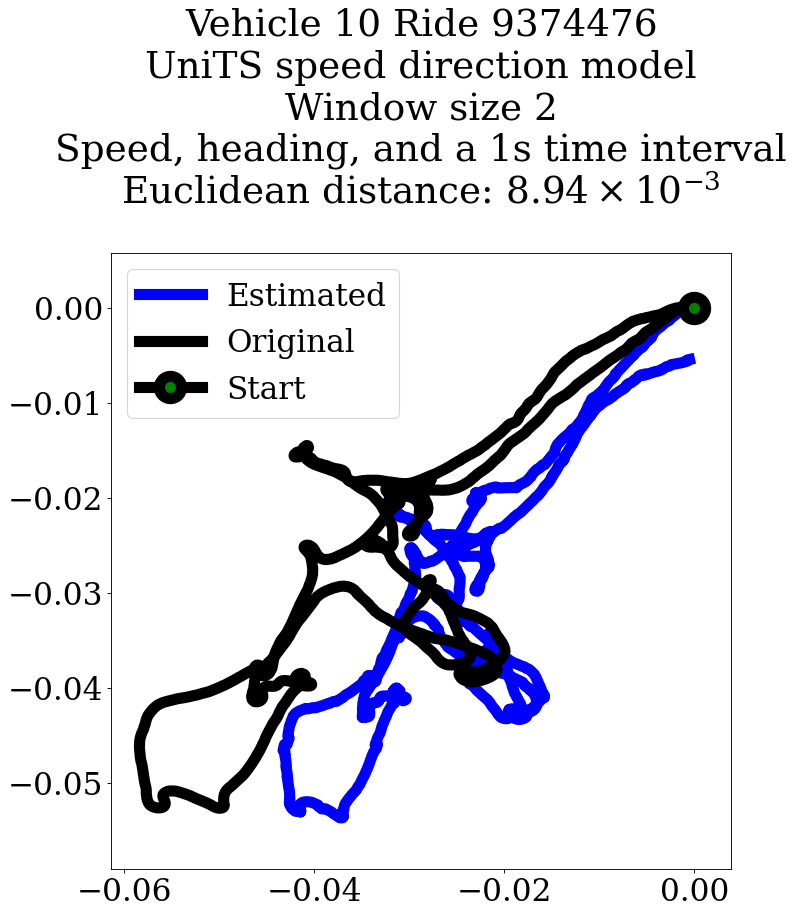 Vehicle 10 Ride 9374476
UniTS speed direction model
Window size 2
Speed, heading, and a 1s time interval
Euclidean distance: 8.94 × 10⁻³
Estimated
Original
Start
0.00
−0.01
−0.02
−0.03
−0.04
−0.05
−0.06 −0.04 −0.02 0.00